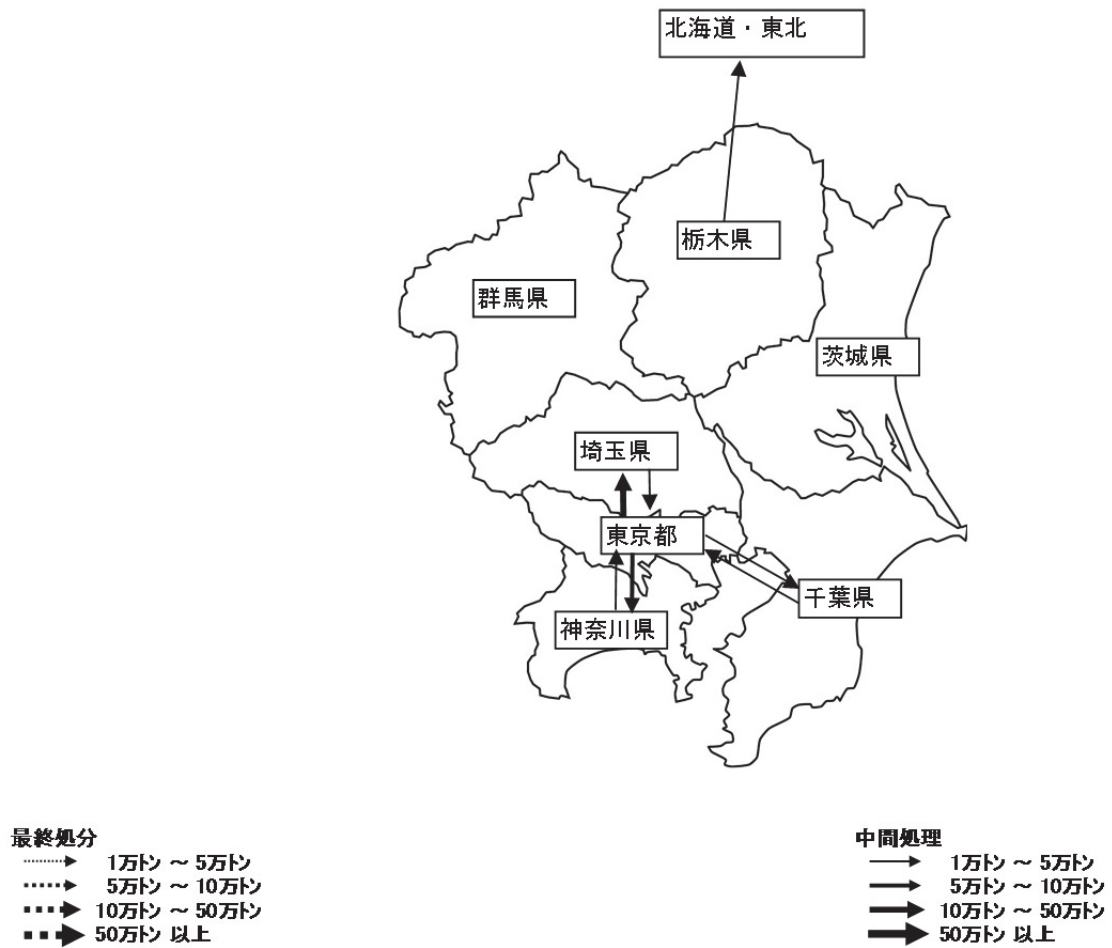 北海道・東北
栃木県
群馬県
茨城県
埼玉県
東京都
千葉県
神奈川県
最終処分
1万トン ～ 5万トン
5万トン ～ 10万トン
10万トン ～ 50万トン
50万トン 以上
中間処理
1万トン ～ 5万トン
5万トン ～ 10万トン
10万トン ～ 50万トン
50万トン 以上